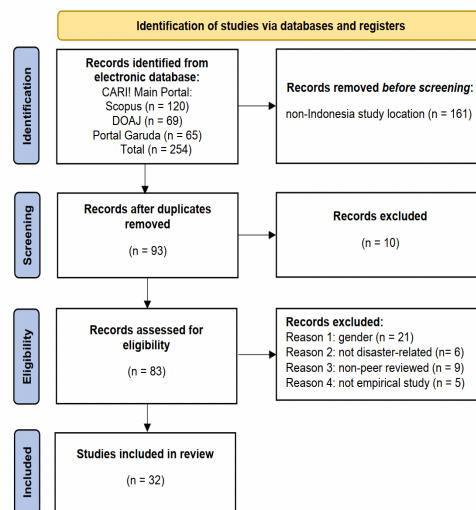 Identification of studies via databases and registers
Identification
Records identified from
electronic database:
CARI! Main Portal:
Scopus (n = 120)
DOAJ (n = 69)
Portal Garuda (n = 65)
Total (n = 254)
Records removed before screening:
non-Indonesia study location (n = 161)
Screening
Records after duplicates
removed
(n = 93)
Records excluded
(n = 10)
Eligibility
Records assessed for
eligibility
(n = 83)
Records excluded:
Reason 1: gender (n = 21)
Reason 2: not disaster-related (n= 6)
Reason 3: non-peer reviewed (n = 9)
Reason 4: not empirical study (n = 5)
Included
Studies included in review
(n = 32)